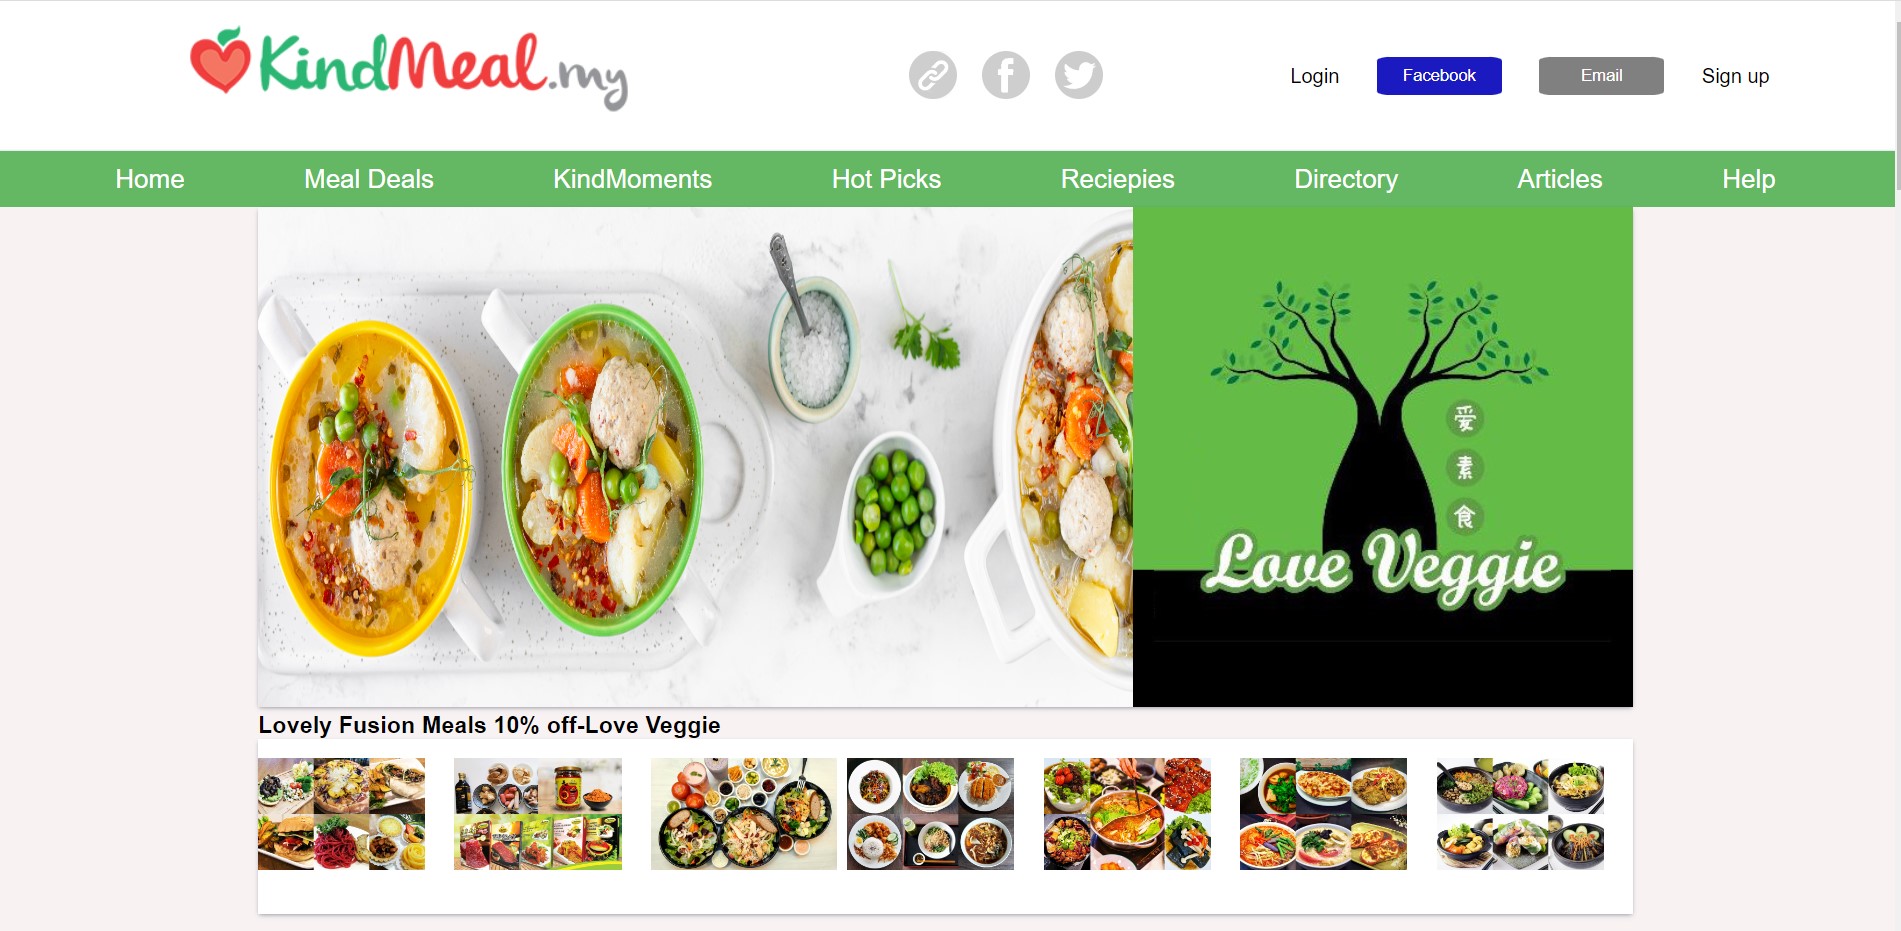 KindMeal.my
Login
Facebook
Email
Sign up
Home
Meal Deals
KindMoments
Hot Picks
Reciepies
Directory
Articles
Help
爱
素
食
Love Veggie
Lovely Fusion Meals 10% off-Love Veggie